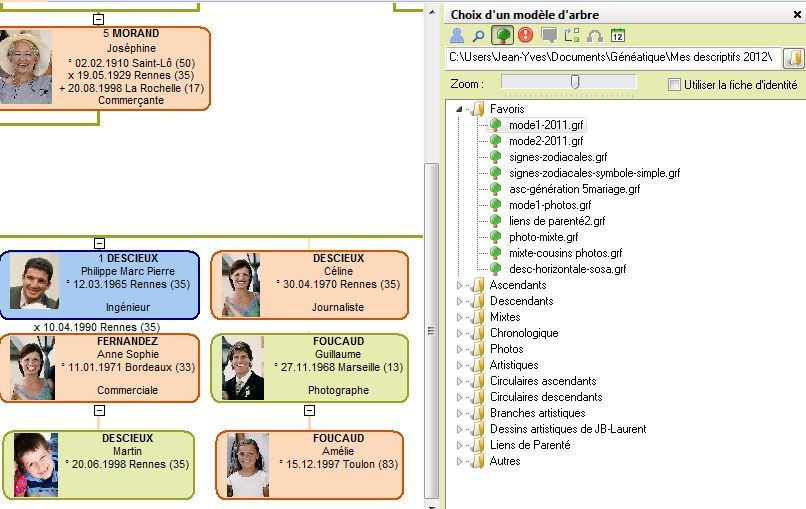 5 MORAND
Joséphine
° 02.02.1910 Saint-Lô (50)
x 19.05.1929 Rennes (35)
+ 20.08.1998 La Rochelle (17)
Commerçante
1 DESCIEUX
Philippe Marc Pierre
° 12.03.1965 Rennes (35)
Ingénieur
x 10.04.1990 Rennes (35)
FERNANDEZ
Anne Sophie
° 11.01.1971 Bordeaux (33)
Commerciale
DESCIEUX
Céline
° 30.04.1970 Rennes (35)
Journaliste
FOUCAUD
Guillaume
° 27.11.1968 Marseille (13)
Photographe
DESCIEUX
Martin
° 20.06.1998 Rennes (35)
FOUCAUD
Amélie
° 15.12.1997 Toulon (83)
Choix d'un modèle d'arbre
12
C:\Users\Jean-Yves\Documents\Généatique\Mes descriptifs 2012\
Zoom :
Utiliser la fiche d'identité
Favoris
mode1-2011.grf
mode2-2011.grf
signes-zodiacales.grf
signes-zodiacales-symbole-simple.grf
asc-génération 5mariage.grf
mode1-photos.grf
liens de parenté2.grf
photo-mixte.grf
mixte-cousins photos.grf
desc-horizontale-sosa.grf
Ascendants
Descendants
Mixtes
Chronologique
Photos
Artistiques
Circulaires ascendants
Circulaires descendants
Branches artistiques
Dessins artistiques de JB-Laurent
Liens de Parenté
Autres